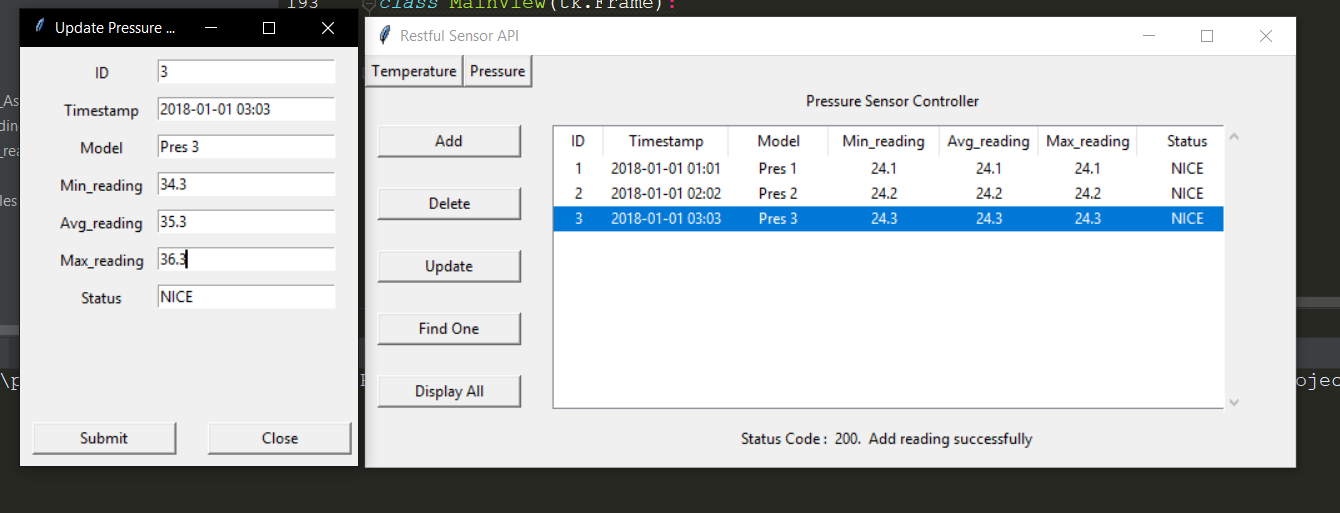 193 class MainView(tk.Frame):
Update Pressure ...
ID 3
Timestamp 2018-01-01 03:03
Model Pres 3
Min_reading 34.3
Avg_reading 35.3
Max_reading 36.3
Status NICE
Submit Close
Restful Sensor API
Temperature Pressure
Pressure Sensor Controller
Add
Delete
Update
Find One
Display All
ID Timestamp Model Min_reading Avg_reading Max_reading Status
1 2018-01-01 01:01 Pres 1 24.1 24.1 24.1 NICE
2 2018-01-01 02:02 Pres 2 24.2 24.2 24.2 NICE
3 2018-01-01 03:03 Pres 3 24.3 24.3 24.3 NICE
Status Code : 200. Add reading successfully